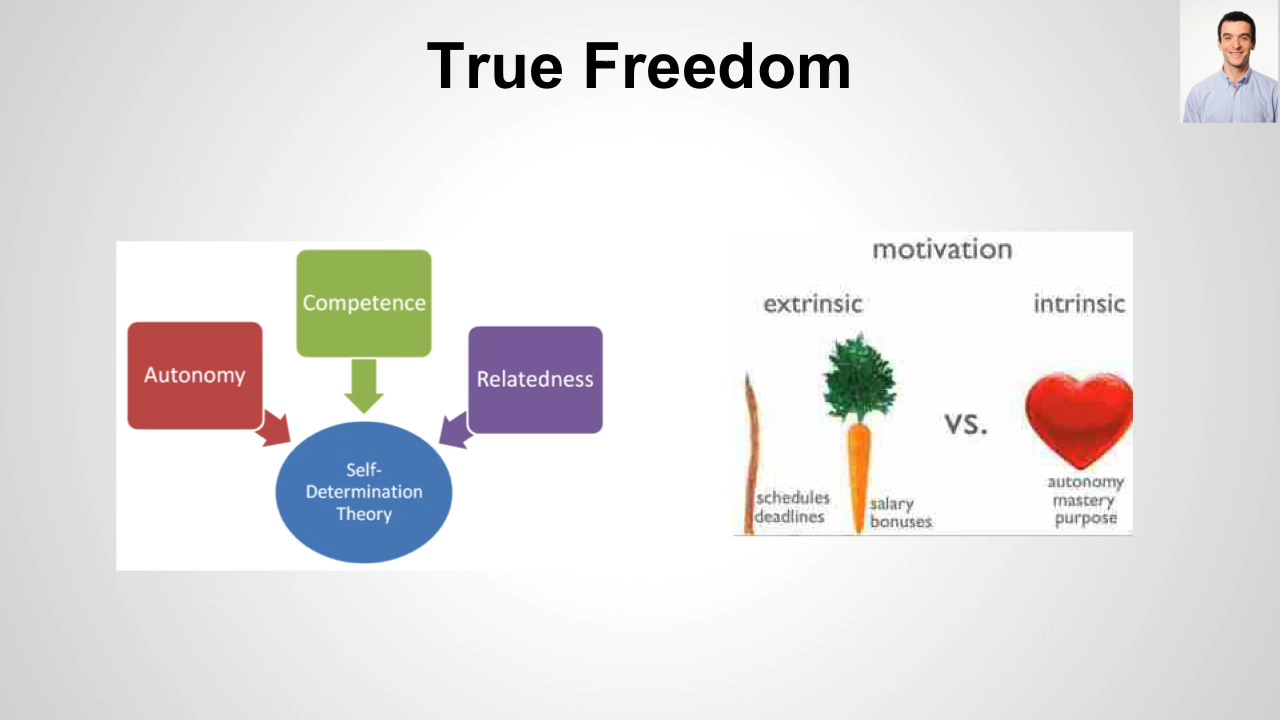 True Freedom
Competence
Autonomy
Relatedness
Self-
Determination
Theory
motivation
extrinsic
intrinsic
vs.
schedules
deadlines
salary
bonuses
autonomy
mastery
purpose